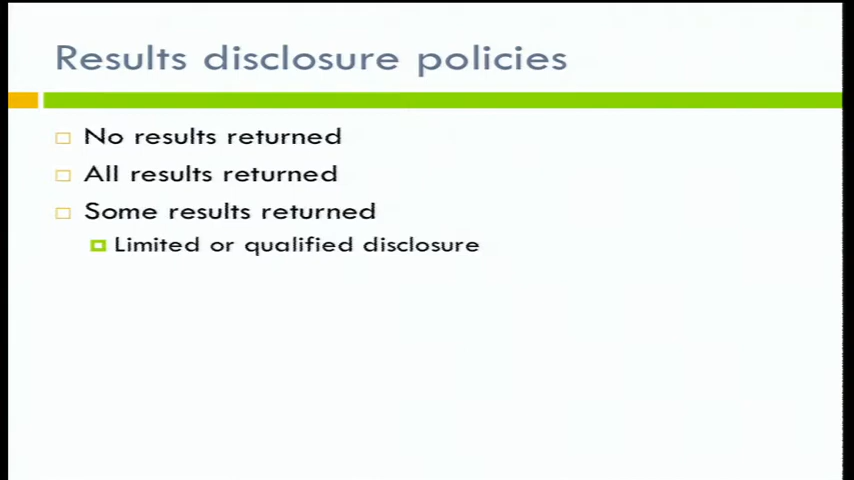 Results disclosure policies
No results returned
All results returned
Some results returned
Limited or qualified disclosure